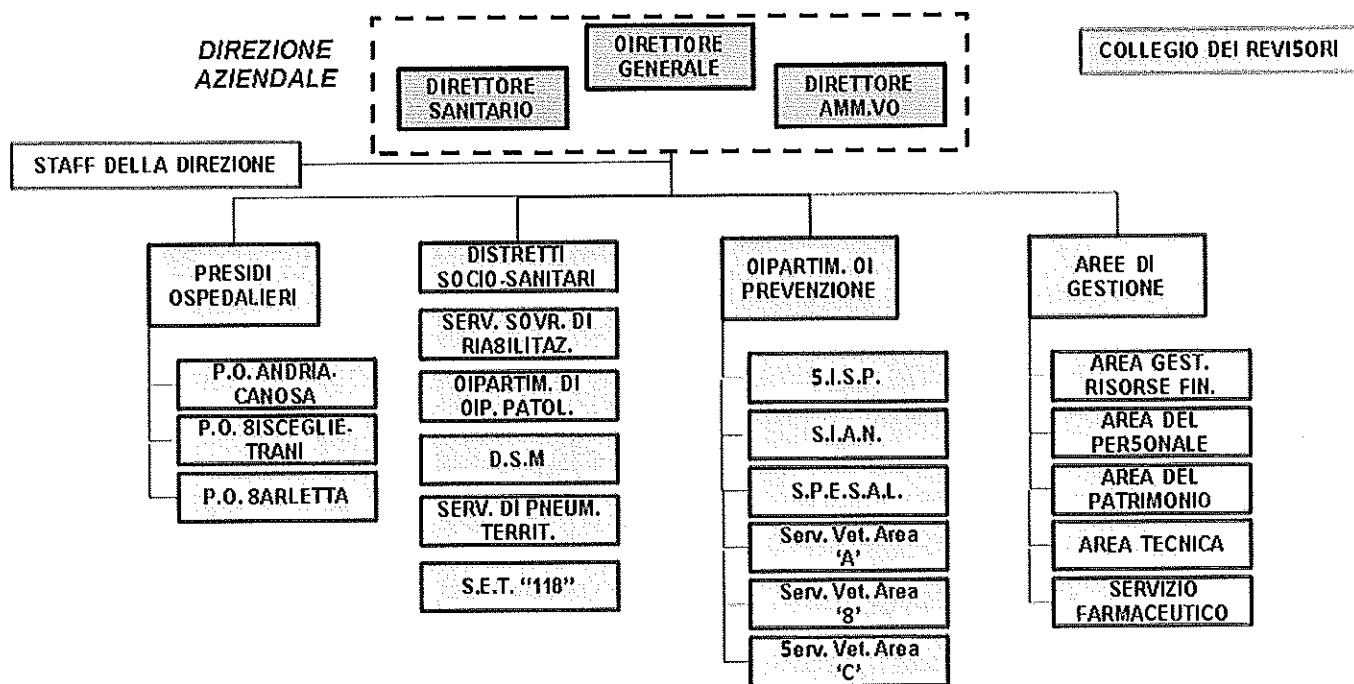 DIREZIONE
AZIENDALE
OIRETTORE
GENERALE
DIRETTORE
SANITARIO
DIRETTORE
AMM.VO
COLLEGIO DEI REVI5ORI
STAFF DELLA DIREZIONE
PRESIDI
OSPEDALIERI
P.O. ANDRIA-
CANOSA
P.O. 8ISCEGLIE-
TRANI
P.O. 8ARLETTA
DISTRETTI
SOCIO-SANITARI
SERV. SOVR. DI
RIA8ILITAZ.
OIPARTIM. DI
OIP. PATOL.
D.S.M
SERV. DI PNEUM.
TERRIT.
S.E.T. "118"
OIPARTIM. OI
PREVENZIONE
5.I.S.P.
S.I.A.N.
S.P.E.S.A.L.
Serv. Vet. Area
'A'
Serv. Vet. Area
'8'
5erv. Vet. Area
'C'
AREE DI
GESTIONE
AREA GEST.
RISORSE FIN.
AREA DEL
PER5ONALE
AREA DEL
PATRIMONIO
AREA TECNICA
SERVIZIO
FARMACEUTICO